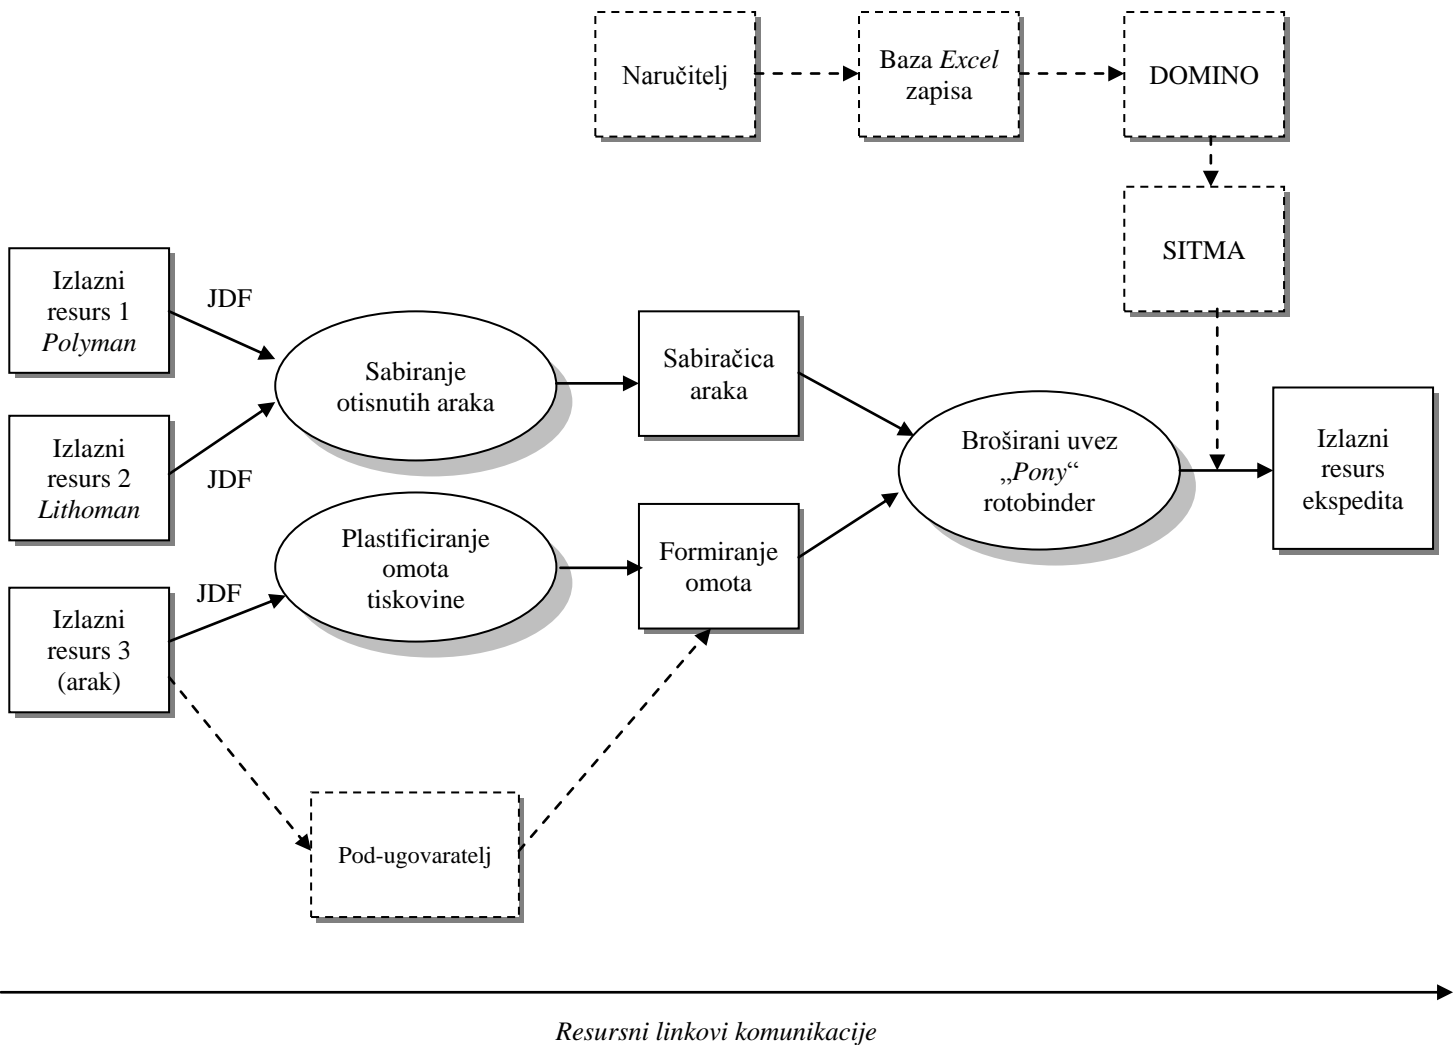 Naručitelj
Baza Excel
zapisa
DOMINO
SITMA
Izlazni
resurs 1
Polyman
JDF
Sabiranje
otisnutih araka
Sabiračica
araka
Izlazni
resurs 2
Lithoman
JDF
Broširani uvez
„Pony“
rotobinder
Izlazni
resurs
ekspedita
Plastificiranje
omota
tiskovine
Formiranje
omota
JDF
Izlazni
resurs 3
(arak)
Pod-ugovaratelj
Resursni linkovi komunikacije